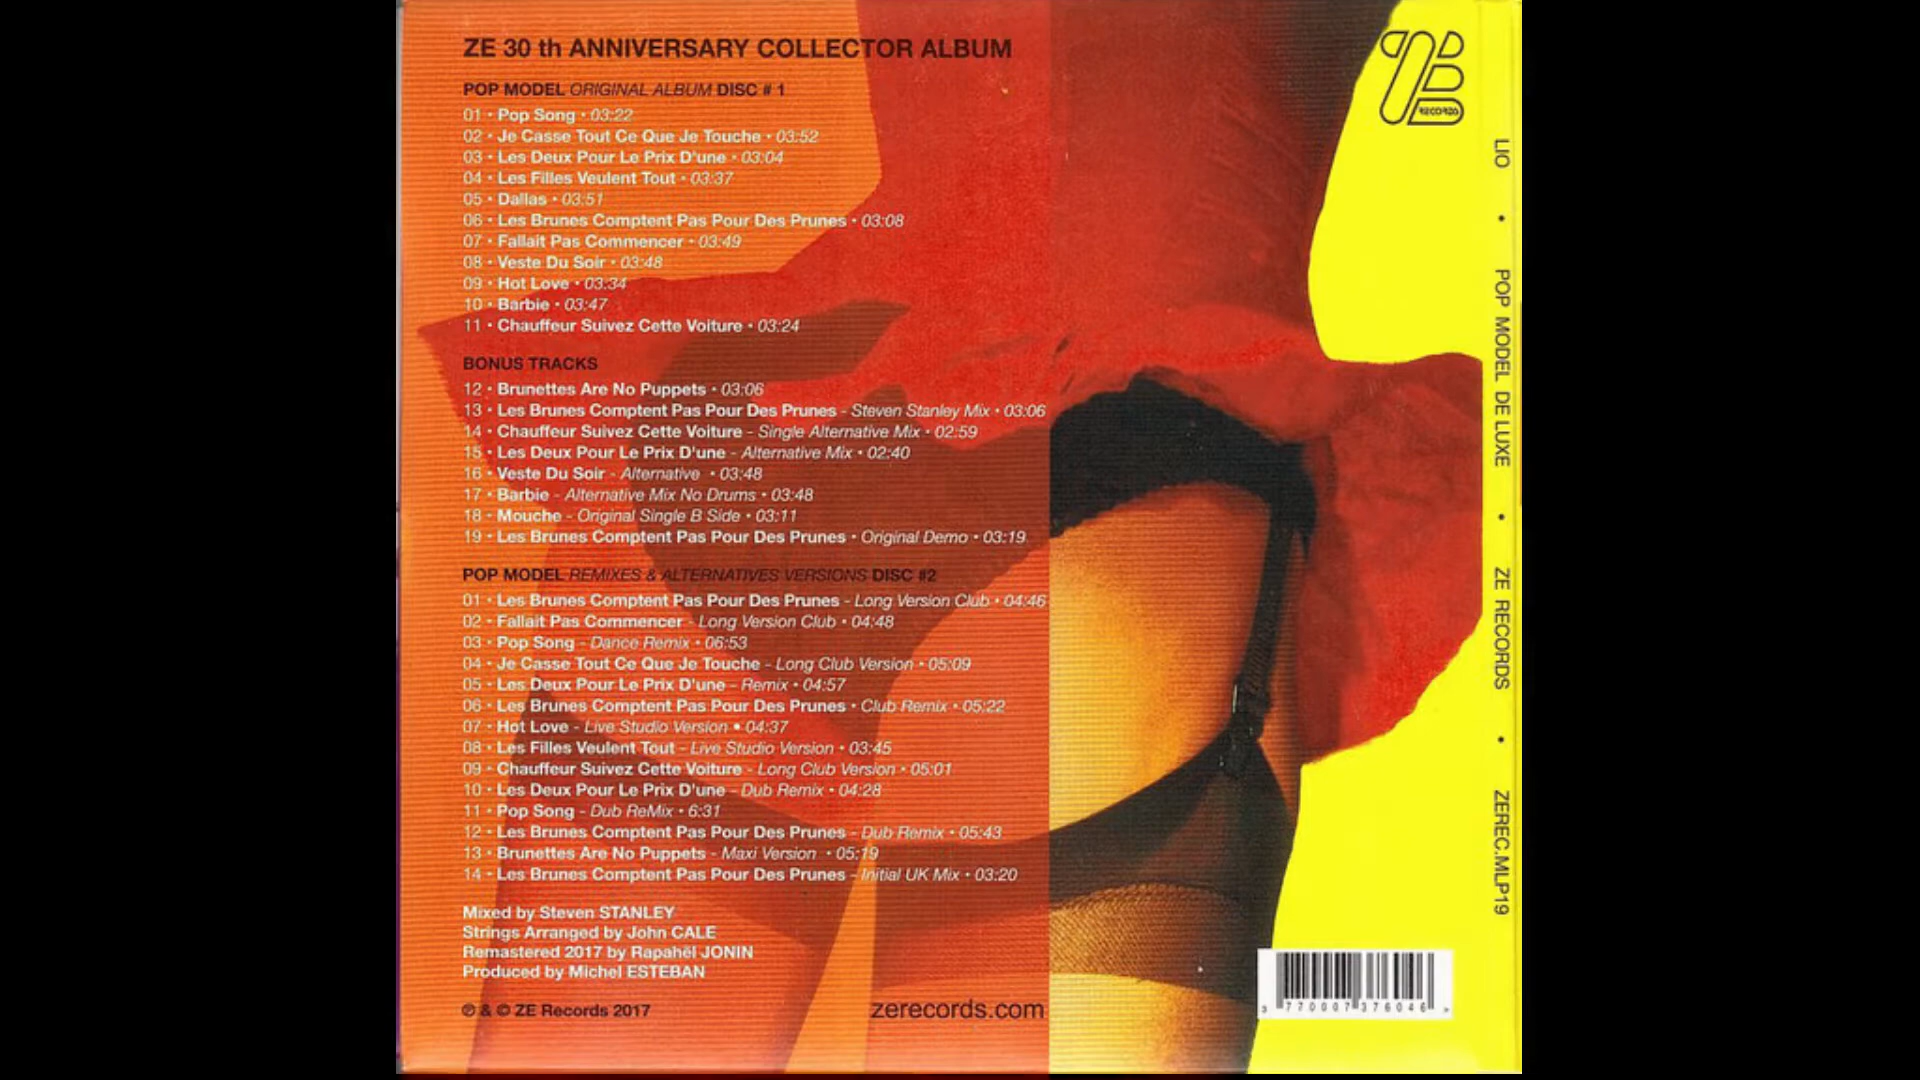 ZE 30 th ANNIVERSARY COLLECTOR ALBUM
POP MODEL ORIGINAL ALBUM DISC # 1
01 • Pop Song • 03:22
02 • Je Casse Tout Ce Que Je Touche • 03:52
03 • Les Deux Pour Le Prix D'une • 03:04
04 • Les Filles Veulent Tout • 03:37
05 • Dallas • 03:51
06 • Les Brunes Comptent Pas Pour Des Prunes • 03:08
07 • Fallait Pas Commencer • 03:49
08 • Veste Du Soir • 03:48
09 • Hot Love • 03:34
10 • Barbie • 03:47
11 • Chauffeur Suivez Cette Voiture • 03:24
BONUS TRACKS
12 • Brunettes Are No Puppets • 03:06
13 • Les Brunes Comptent Pas Pour Des Prunes - Steven Stanley Mix • 03:06
14 • Chauffeur Suivez Cette Voiture - Single Alternative Mix • 02:59
15 • Les Deux Pour Le Prix D'une - Alternative Mix • 02:40
16 • Veste Du Soir - Alternative • 03:48
17 • Barbie - Alternative Mix No Drums • 03:48
18 • Mouche - Original Single B Side • 03:11
19 • Les Brunes Comptent Pas Pour Des Prunes • Original Demo • 03:19
POP MODEL REMIXES & ALTERNATIVES VERSIONS DISC #2
01 • Les Brunes Comptent Pas Pour Des Prunes - Long Version Club • 04:46
02 • Fallait Pas Commencer - Long Version Club • 04:48
03 • Pop Song - Dance Remix • 06:53
04 • Je Casse Tout Ce Que Je Touche - Long Club Version • 05:09
05 • Les Deux Pour Le Prix D'une - Remix • 04:57
06 • Les Brunes Comptent Pas Pour Des Prunes • Club Remix • 05:22
07 • Hot Love - Live Studio Version • 04:37
08 • Les Filles Veulent Tout - Live Studio Version • 03:45
09 • Chauffeur Suivez Cette Voiture - Long Club Version • 05:01
10 • Les Deux Pour Le Prix D'une - Dub Remix • 04:28
11 • Pop Song - Dub ReMix • 6:31
12 • Les Brunes Comptent Pas Pour Des Prunes - Dub Remix • 05:43
13 • Brunettes Are No Puppets - Maxi Version • 05:19
14 • Les Brunes Comptent Pas Pour Des Prunes - Initial UK Mix • 03:20
Mixed by Steven STANLEY
Strings Arranged by John CALE
Remastered 2017 by Rapahël JONIN
Produced by Michel ESTEBAN
℗ & © ZE Records 2017
zerecords.com
ZE RECORDS
LIO • POP MODEL DE LUXE • ZE RECORDS • ZEREC.MLP19
3 770007 376046 >